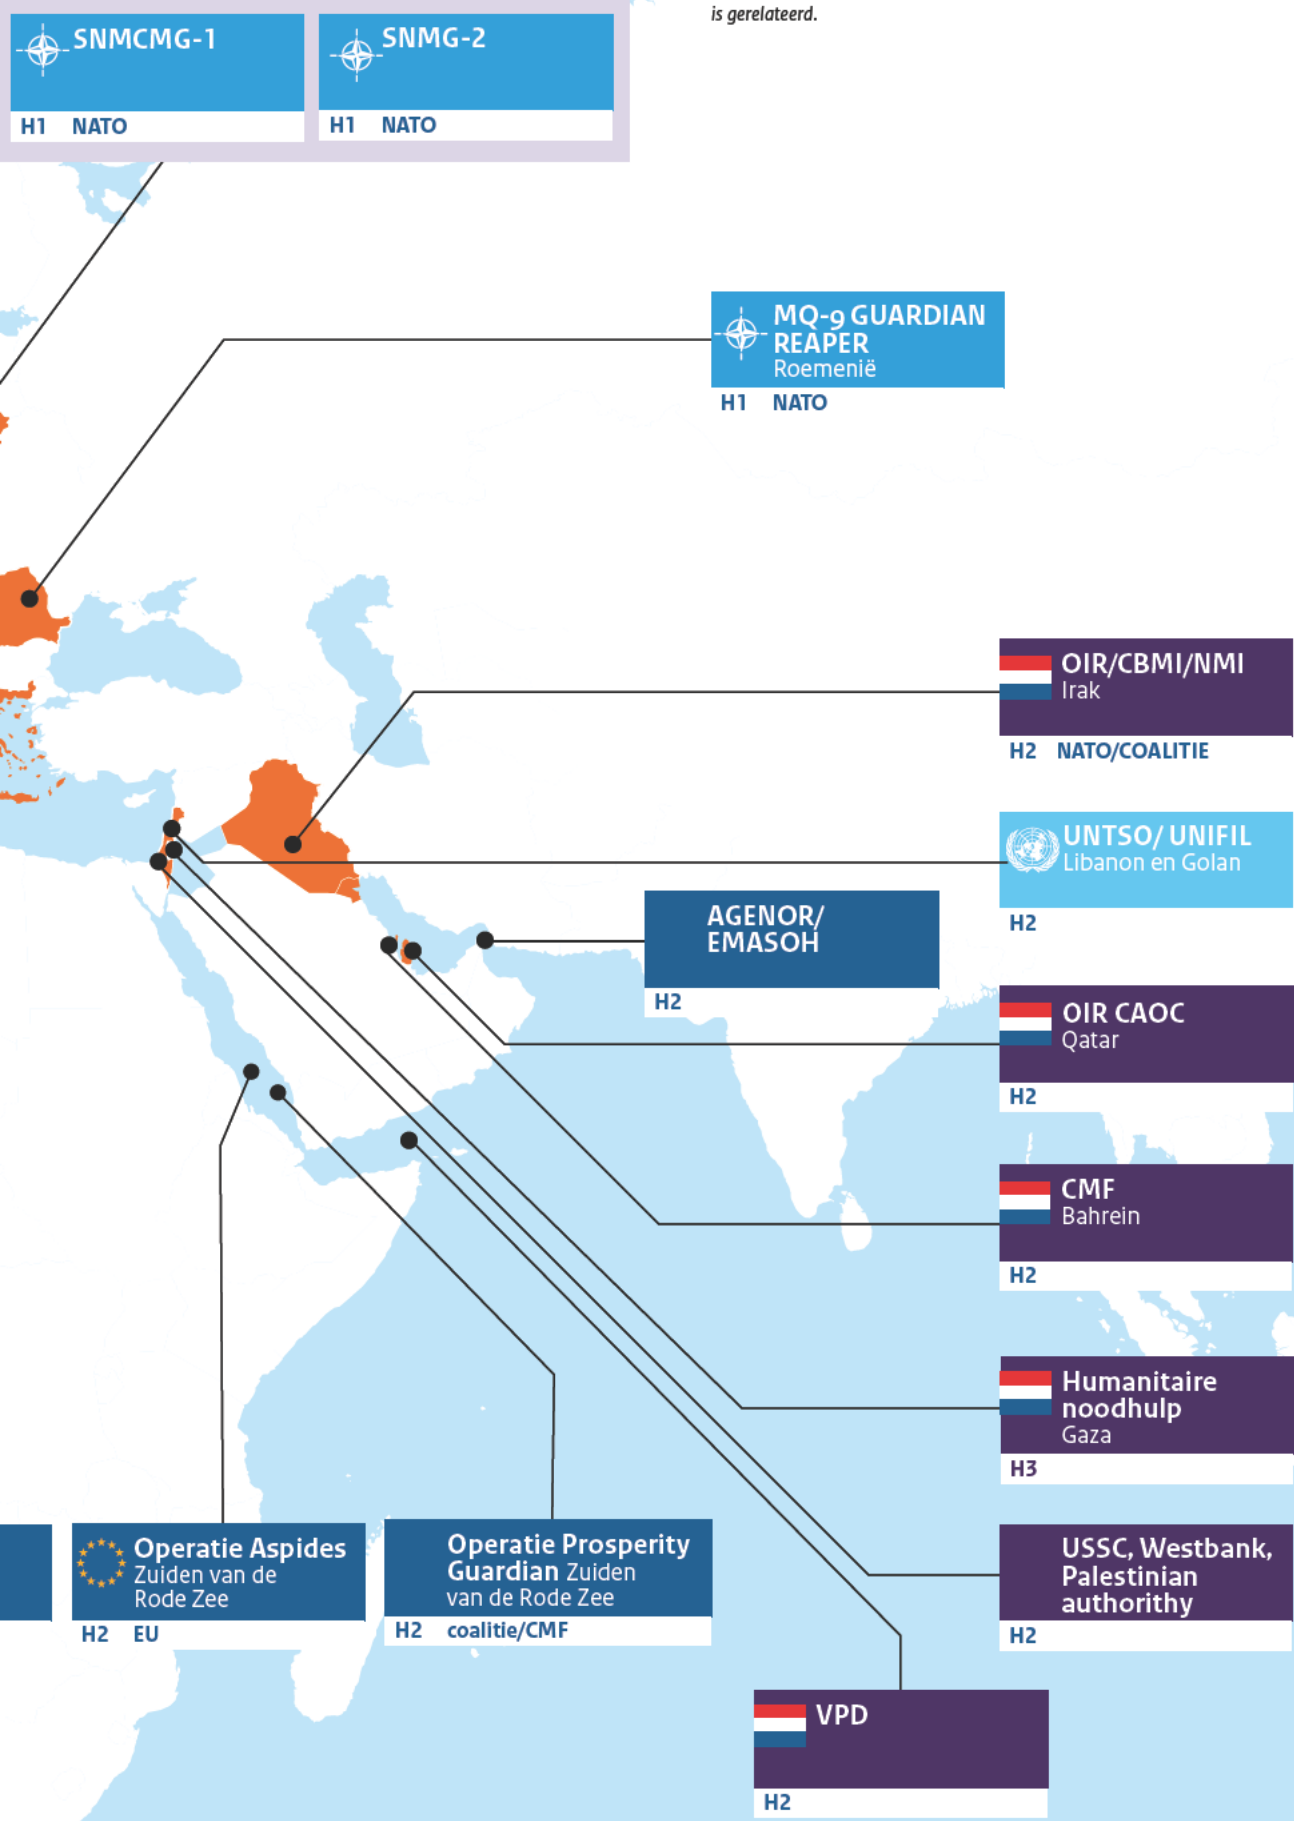 is gerelateerd.
SNMCMG-1
H1 NATO
SNMG-2
H1 NATO
MQ-9 GUARDIAN
REAPER
Roemenië
H1 NATO
OIR/CBMI/NMI
Irak
H2 NATO/COALITIE
UNTSO/ UNIFIL
Libanon en Golan
H2
AGENOR/
EMASOH
H2
OIR CAOC
Qatar
H2
CMF
Bahrein
H2
Humanitaire
noodhulp
Gaza
H3
Operatie Aspides
Zuiden van de
Rode Zee
H2 EU
Operatie Prosperity
Guardian Zuiden
van de Rode Zee
H2 coalitie/CMF
USSC, Westbank,
Palestinian
authorithy
H2
VPD
H2